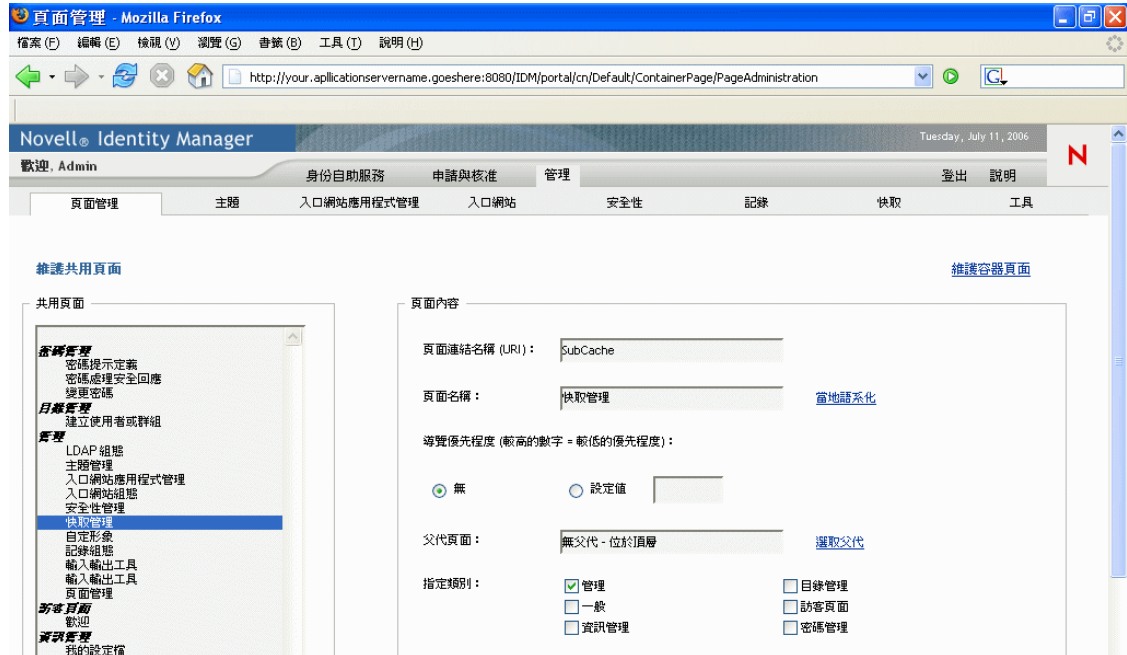 頁面管理 - Mozilla Firefox
檔案(F) 編輯(E) 檢視(V) 瀏覽(G) 書籤(B) 工具(T) 說明(H)
http://your.apllicationservername.goeshere:8080/IDM/portal/cn/Default/ContainerPage/PageAdministration
G
Novell® Identity Manager
Tuesday, July 11, 2006
N
歡迎, Admin
身份自助服務 申請與核准 管理 登出 說明
頁面管理 主題 入口網站應用程式管理 入口網站 安全性 記錄 快取 工具
維護共用頁面
維護容器頁面
共用頁面
密碼管理
密碼提示定義
密碼處理安全回應
變更密碼
目錄管理
建立使用者或群組
管理
LDAP 組態
主題管理
入口網站應用程式管理
入口網站組態
安全性管理
快取管理
自定形象
記錄組態
輸入輸出工具
輸入輸出工具
頁面管理
訪客頁面
歡迎
資訊管理
我的設定檔
頁面內容
頁面連結名稱 (URI):
SubCache
頁面名稱:
快取管理
當地語系化
導覽優先程度 (較高的數字 = 較低的優先程度):
無
設定值
父代頁面:
無父代 - 位於頂層
選取父代
指定類別:
管理
目錄管理
一般
訪客頁面
資訊管理
密碼管理